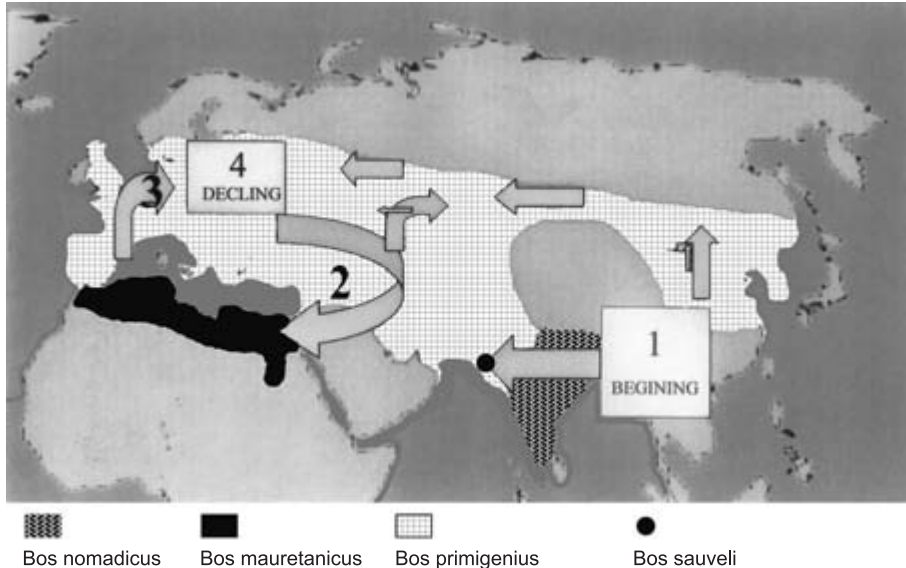 4
DECLING
3
2
1
BEGINING
Bos nomadicus Bos mauretanicus Bos primigenius Bos sauveli